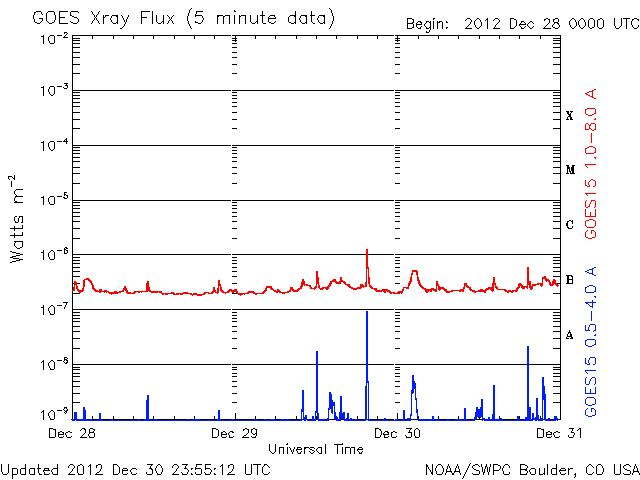 GOES Xray Flux (5 minute data)
Begin: 2012 Dec 28 0000 UTC
10⁻²
10⁻³
10⁻⁴
10⁻⁵
10⁻⁶
10⁻⁷
10⁻⁸
10⁻⁹
Watts m⁻²
X
M
C
B
A
GOES15 1.0-8.0 A
GOES15 0.5-4.0 A
Dec 28
Dec 29
Dec 30
Dec 31
Universal Time
Updated 2012 Dec 30 23:55:12 UTC
NOAA/SWPC Boulder, CO USA